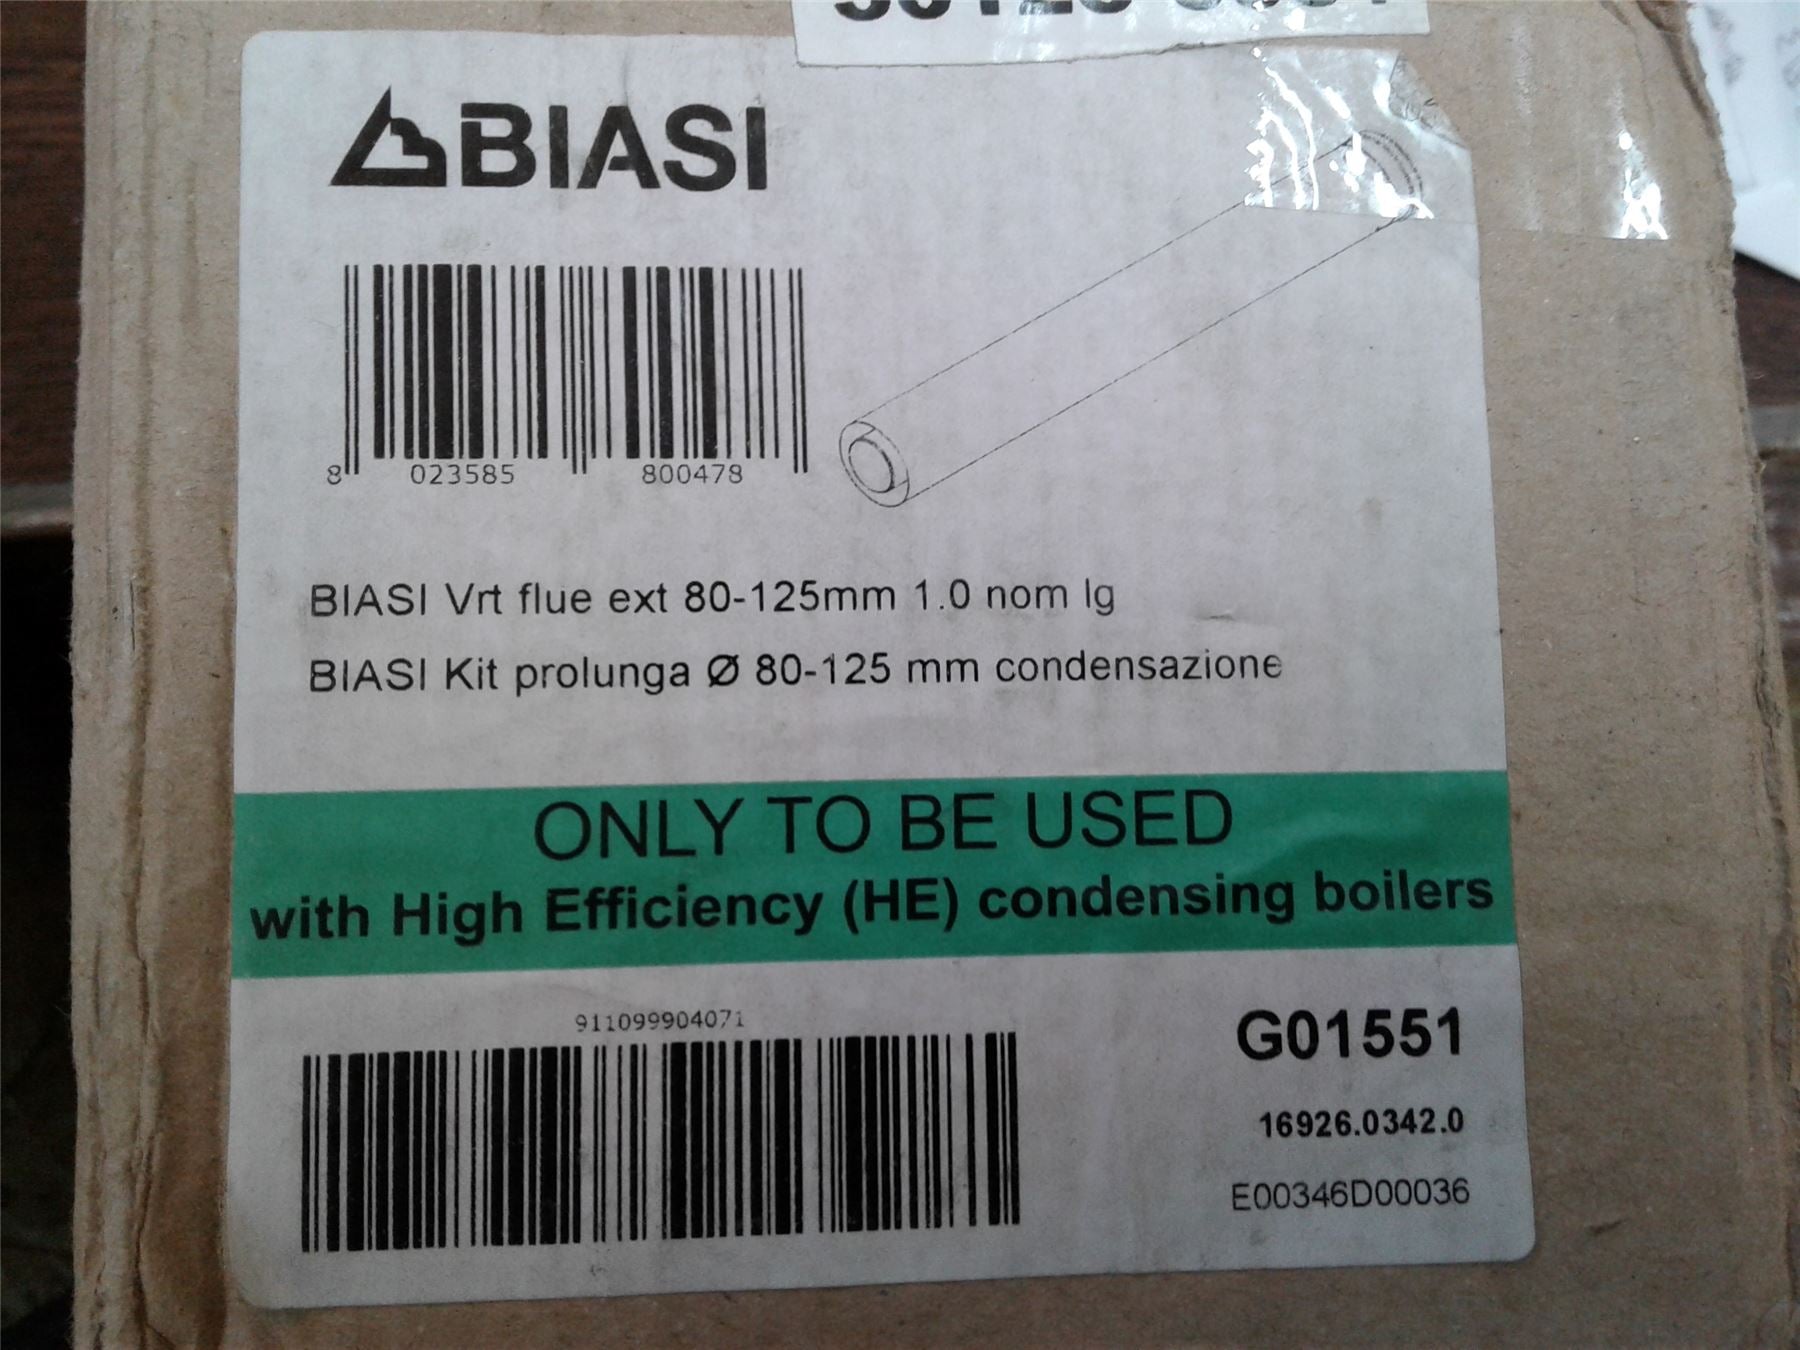 BIASI
8 023585 800478
BIASI Vrt flue ext 80-125mm 1.0 nom lg
BIASI Kit prolunga Ø 80-125 mm condensazione
ONLY TO BE USED
with High Efficiency (HE) condensing boilers
911099904071
G01551
16926.0342.0
E00346D00036